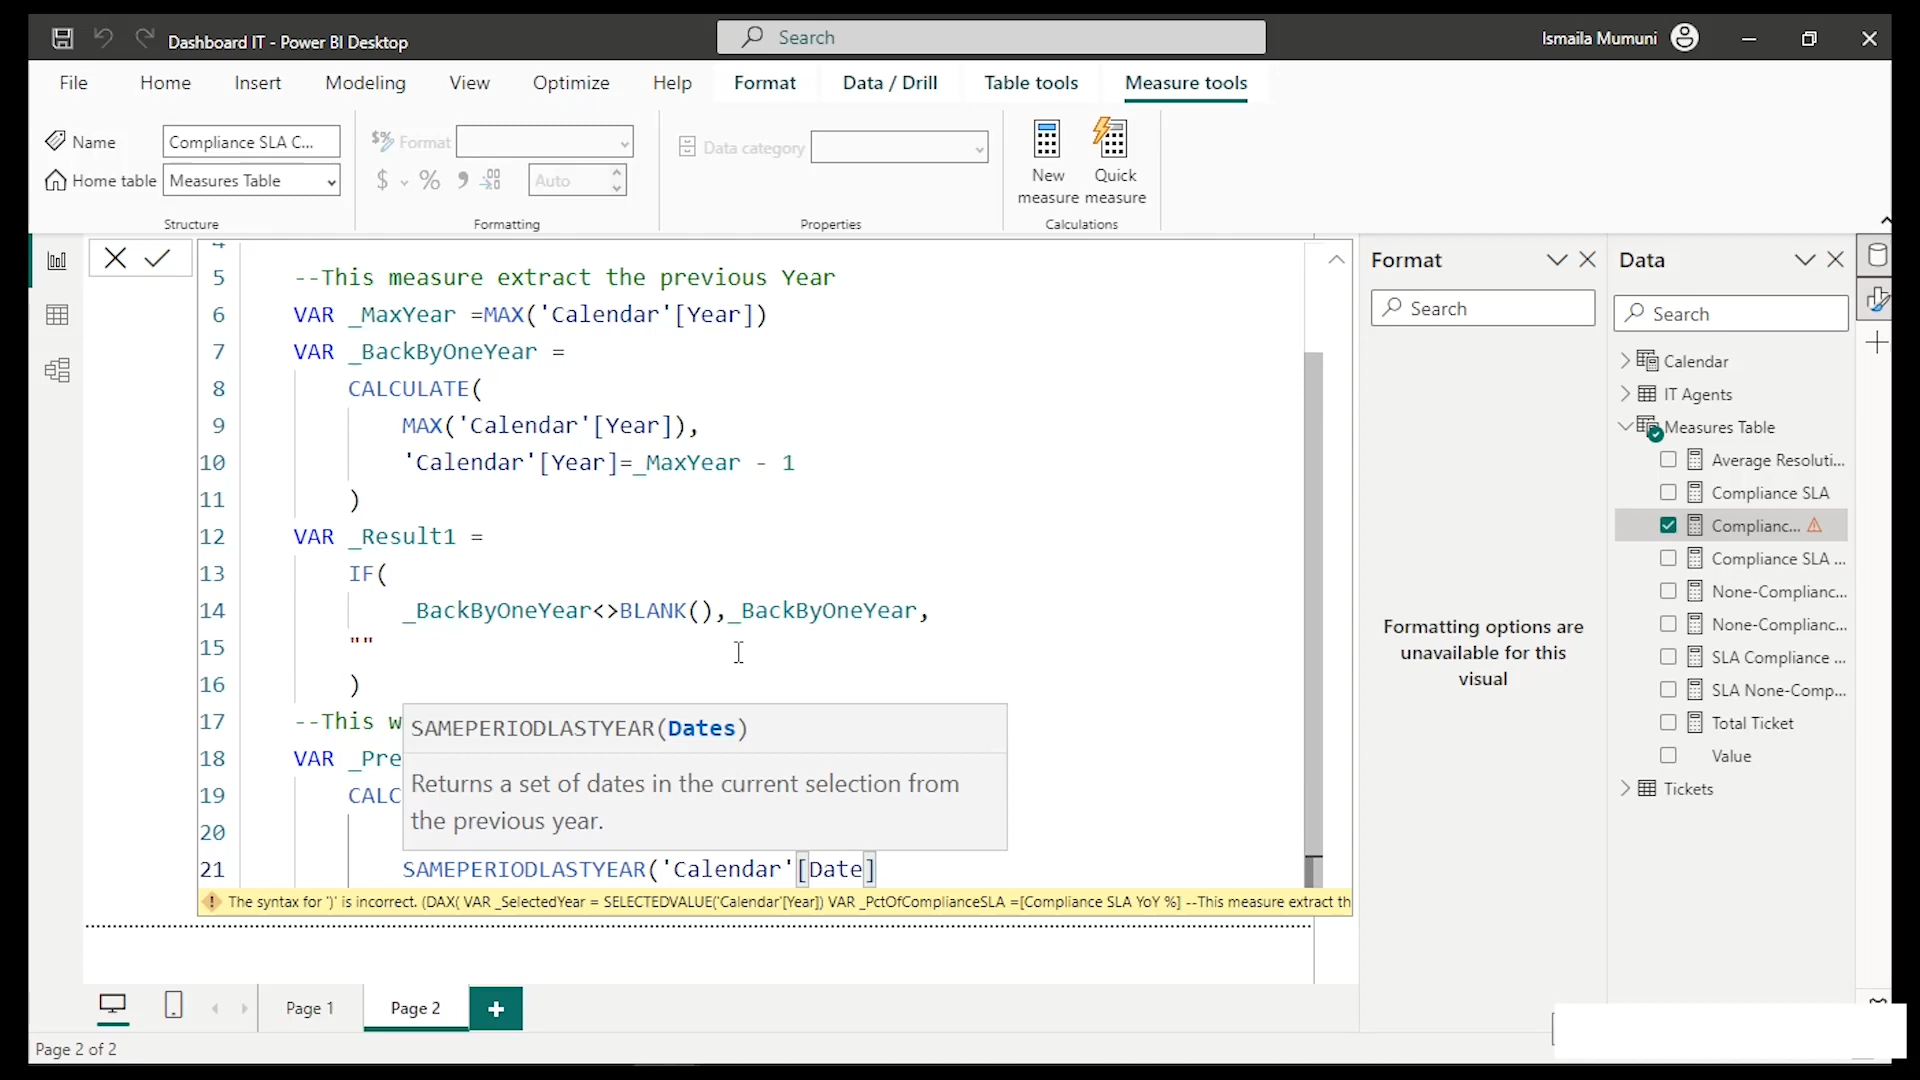 Dashboard IT - Power BI Desktop
Search
Ismaila Mumuni
File Home Insert Modeling View Optimize Help Format Data / Drill Table tools Measure tools
Name Compliance SLA C...
Home table Measures Table
Structure
$% Format
$ % Auto
Formatting
Data category
Properties
New measure
Quick measure
Calculations
5 --This measure extract the previous Year
6 VAR _MaxYear =MAX('Calendar'[Year])
7 VAR _BackByOneYear =
8 CALCULATE(
9 MAX('Calendar'[Year]),
10 'Calendar'[Year]=_MaxYear - 1
11 )
12 VAR _Result1 =
13 IF(
14 _BackByOneYear<>BLANK(),_BackByOneYear,
15 ""
16 )
17 --This w
18 VAR _Pre
19 CALC
20
21 SAMEPERIODLASTYEAR('Calendar'[Date]
SAMEPERIODLASTYEAR(Dates)
Returns a set of dates in the current selection from
the previous year.
The syntax for ')' is incorrect. (DAX( VAR _SelectedYear = SELECTEDVALUE('Calendar'[Year]) VAR _PctOfComplianceSLA =[Compliance SLA YoY %] --This measure extract th
Format
Search
Formatting options are
unavailable for this
visual
Data
Search
Calendar
IT Agents
Measures Table
Average Resoluti...
Compliance SLA
Complianc...
Compliance SLA ...
None-Complianc...
None-Complianc...
SLA Compliance ...
SLA None-Comp...
Total Ticket
Value
Tickets
Page 1
Page 2
Page 2 of 2